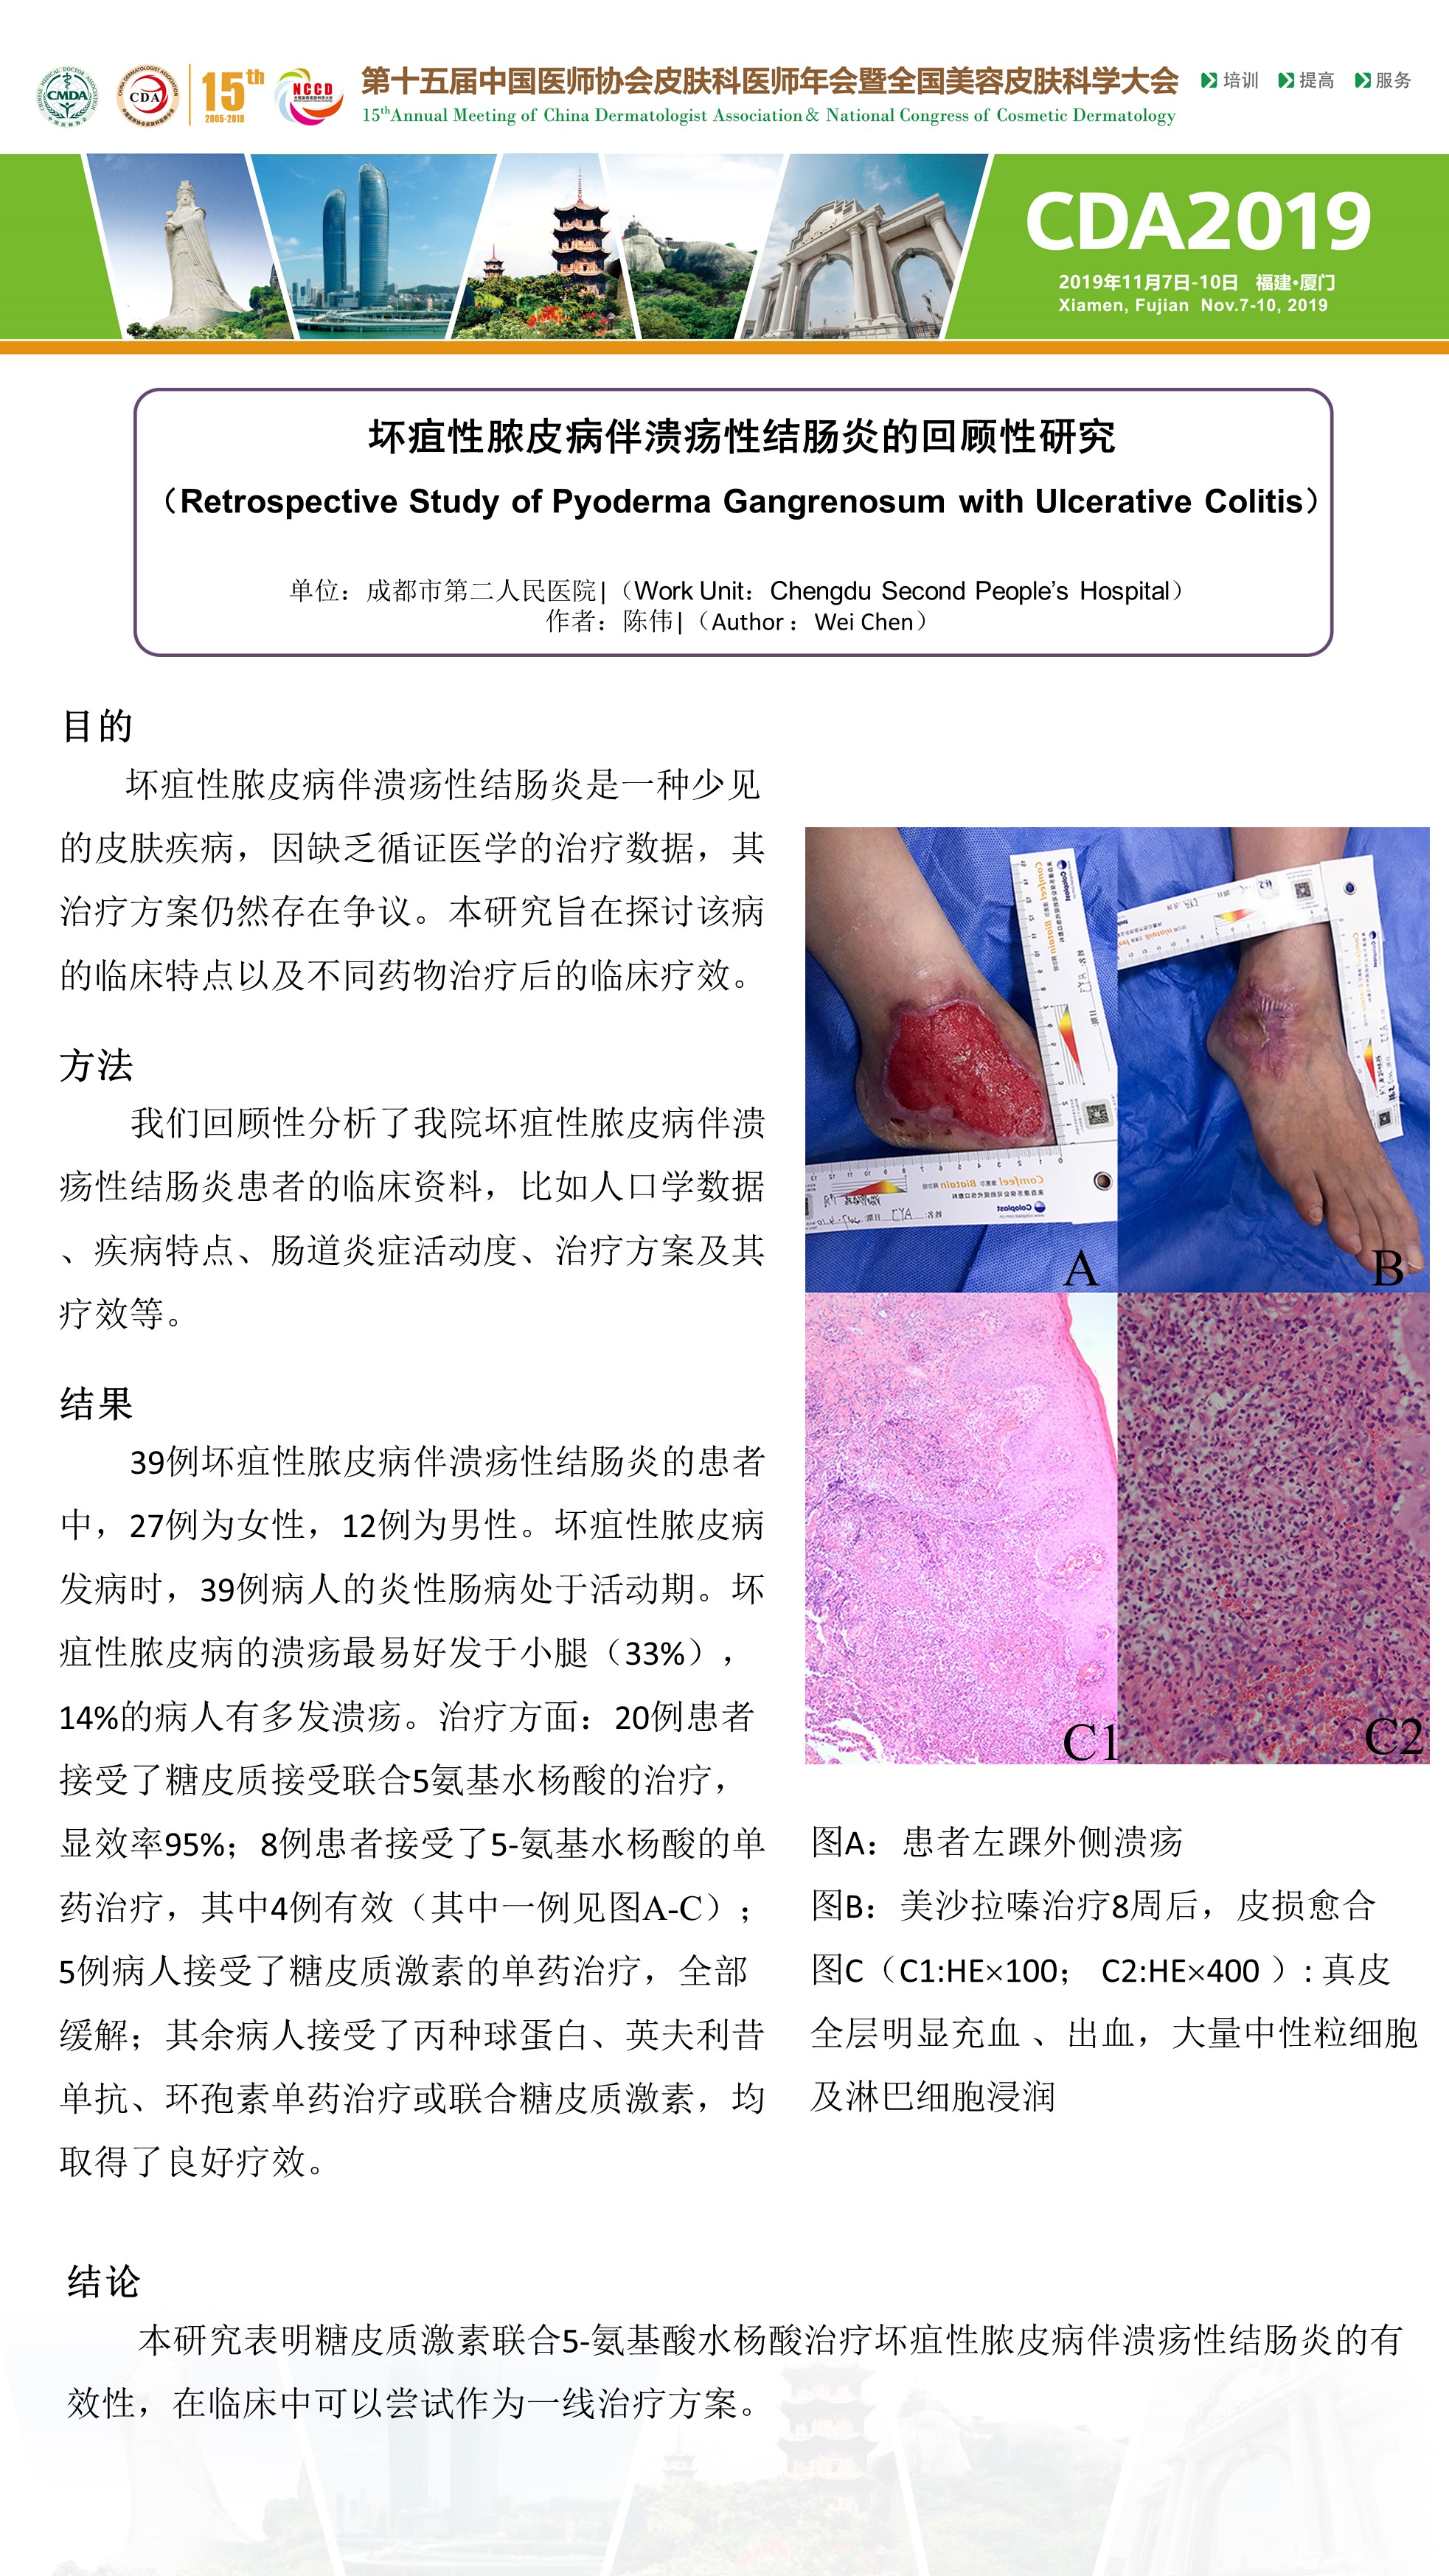 CMDA
CDA
15th
2005-2019
NCCD
第十五届中国医师协会皮肤科医师年会暨全国美容皮肤科学大会
15thAnnual Meeting of China Dermatologist Association& National Congress of Cosmetic Dermatology
培训 提高 服务
CDA2019
2019年11月7日-10日 福建•厦门
Xiamen, Fujian Nov.7-10, 2019
坏疽性脓皮病伴溃疡性结肠炎的回顾性研究
（Retrospective Study of Pyoderma Gangrenosum with Ulcerative Colitis）
单位：成都市第二人民医院|（Work Unit：Chengdu Second People’s Hospital）
作者：陈伟|（Author：Wei Chen）
目的
坏疽性脓皮病伴溃疡性结肠炎是一种少见
的皮肤疾病，因缺乏循证医学的治疗数据，其
治疗方案仍然存在争议。本研究旨在探讨该病
的临床特点以及不同药物治疗后的临床疗效。
方法
我们回顾性分析了我院坏疽性脓皮病伴溃
疡性结肠炎患者的临床资料，比如人口学数据
、疾病特点、肠道炎症活动度、治疗方案及其
疗效等。
结果
39例坏疽性脓皮病伴溃疡性结肠炎的患者
中，27例为女性，12例为男性。坏疽性脓皮病
发病时，39例病人的炎性肠病处于活动期。坏
疽性脓皮病的溃疡最易好发于小腿（33%），
14%的病人有多发溃疡。治疗方面：20例患者
接受了糖皮质接受联合5氨基水杨酸的治疗，
显效率95%；8例患者接受了5-氨基水杨酸的单
药治疗，其中4例有效（其中一例见图A-C）；
5例病人接受了糖皮质激素的单药治疗，全部
缓解；其余病人接受了丙种球蛋白、英夫利昔
单抗、环孢素单药治疗或联合糖皮质激素，均
取得了良好疗效。
Coloplast
Comfeel Biatain
A
B
C1
C2
图A：患者左踝外侧溃疡
图B：美沙拉嗪治疗8周后，皮损愈合
图C（C1:HE×100； C2:HE×400 ）: 真皮
全层明显充血 、出血，大量中性粒细胞
及淋巴细胞浸润
结论
本研究表明糖皮质激素联合5-氨基酸水杨酸治疗坏疽性脓皮病伴溃疡性结肠炎的有
效性，在临床中可以尝试作为一线治疗方案。